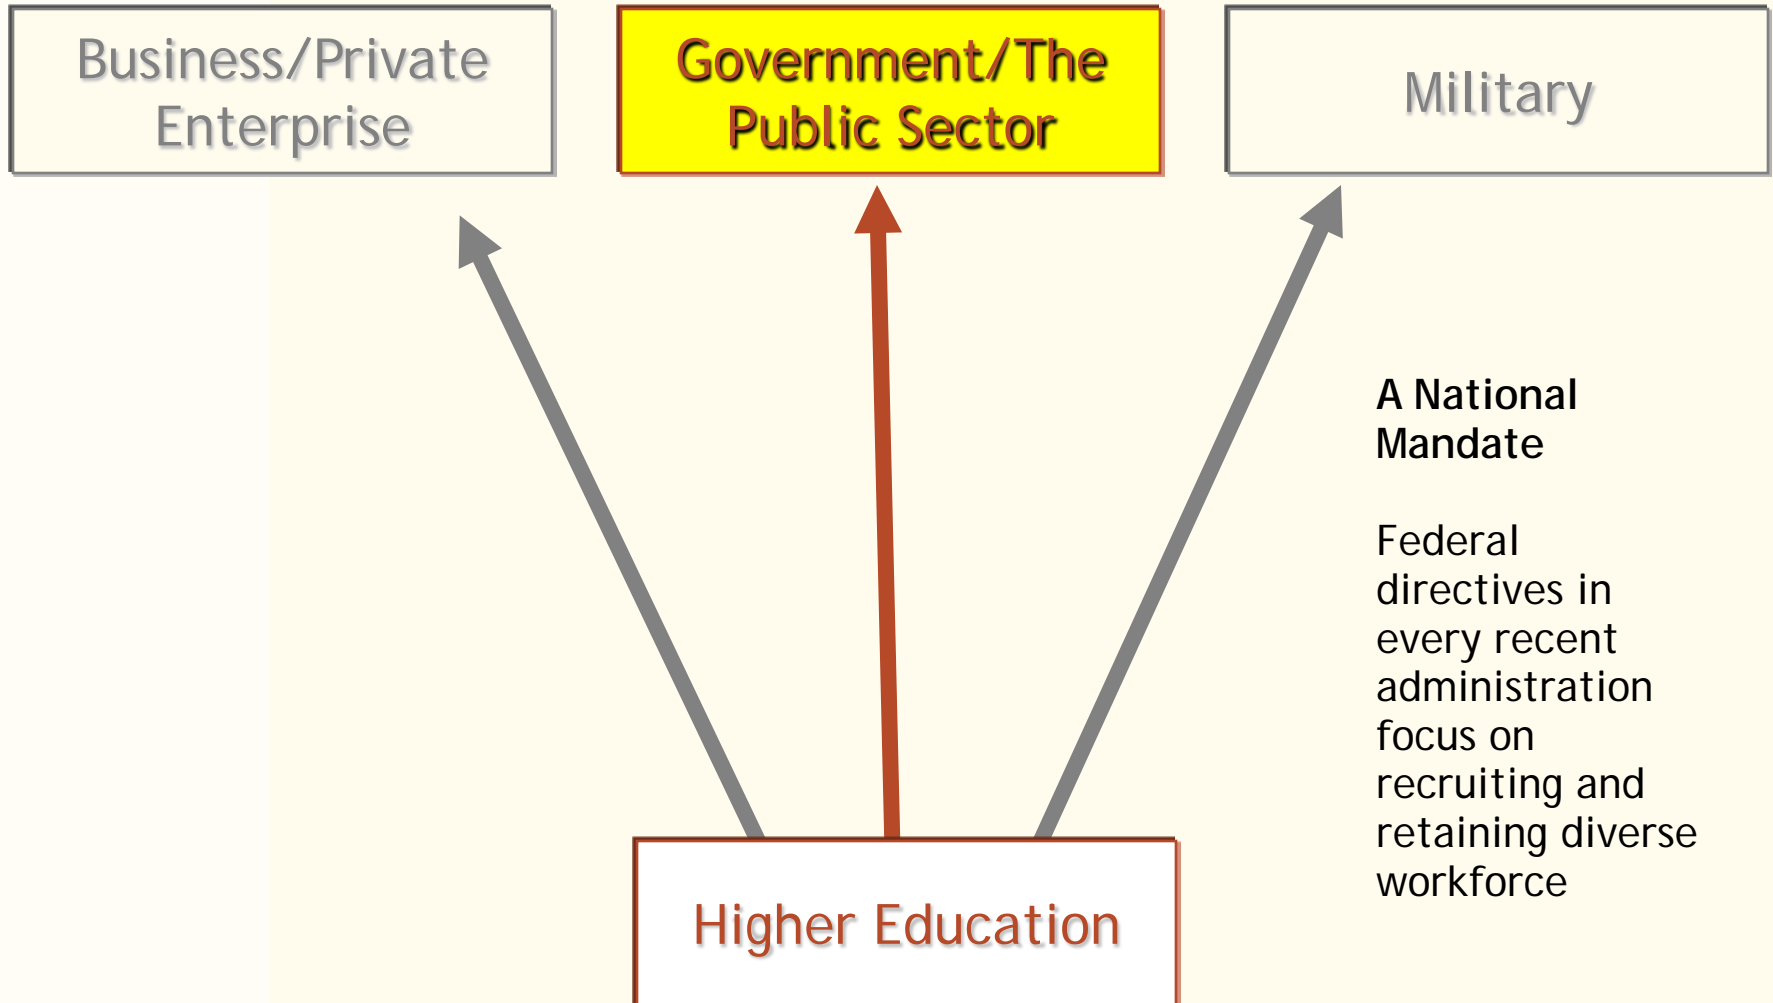 Business/Private
Enterprise
Government/The
Public Sector
Military
A National
Mandate
Federal
directives in
every recent
administration
focus on
recruiting and
retaining diverse
workforce
Higher Education